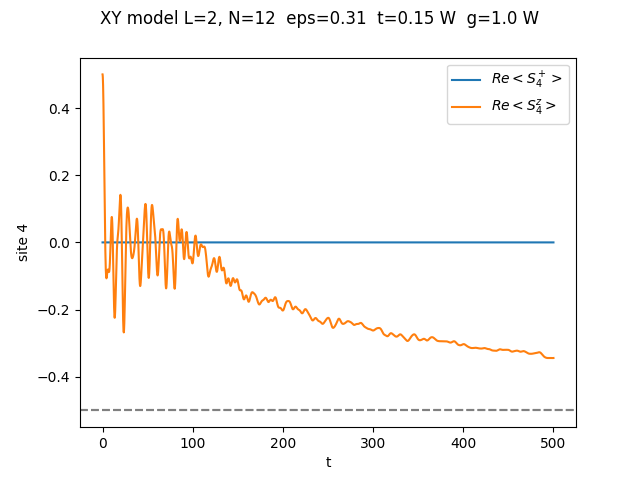 XY model L=2, N=12 eps=0.31 t=0.15 W g=1.0 W
Re<S_4^+>
Re<S_4^z>
site 4
0.4
0.2
0.0
−0.2
−0.4
0 100 200 300 400 500
t